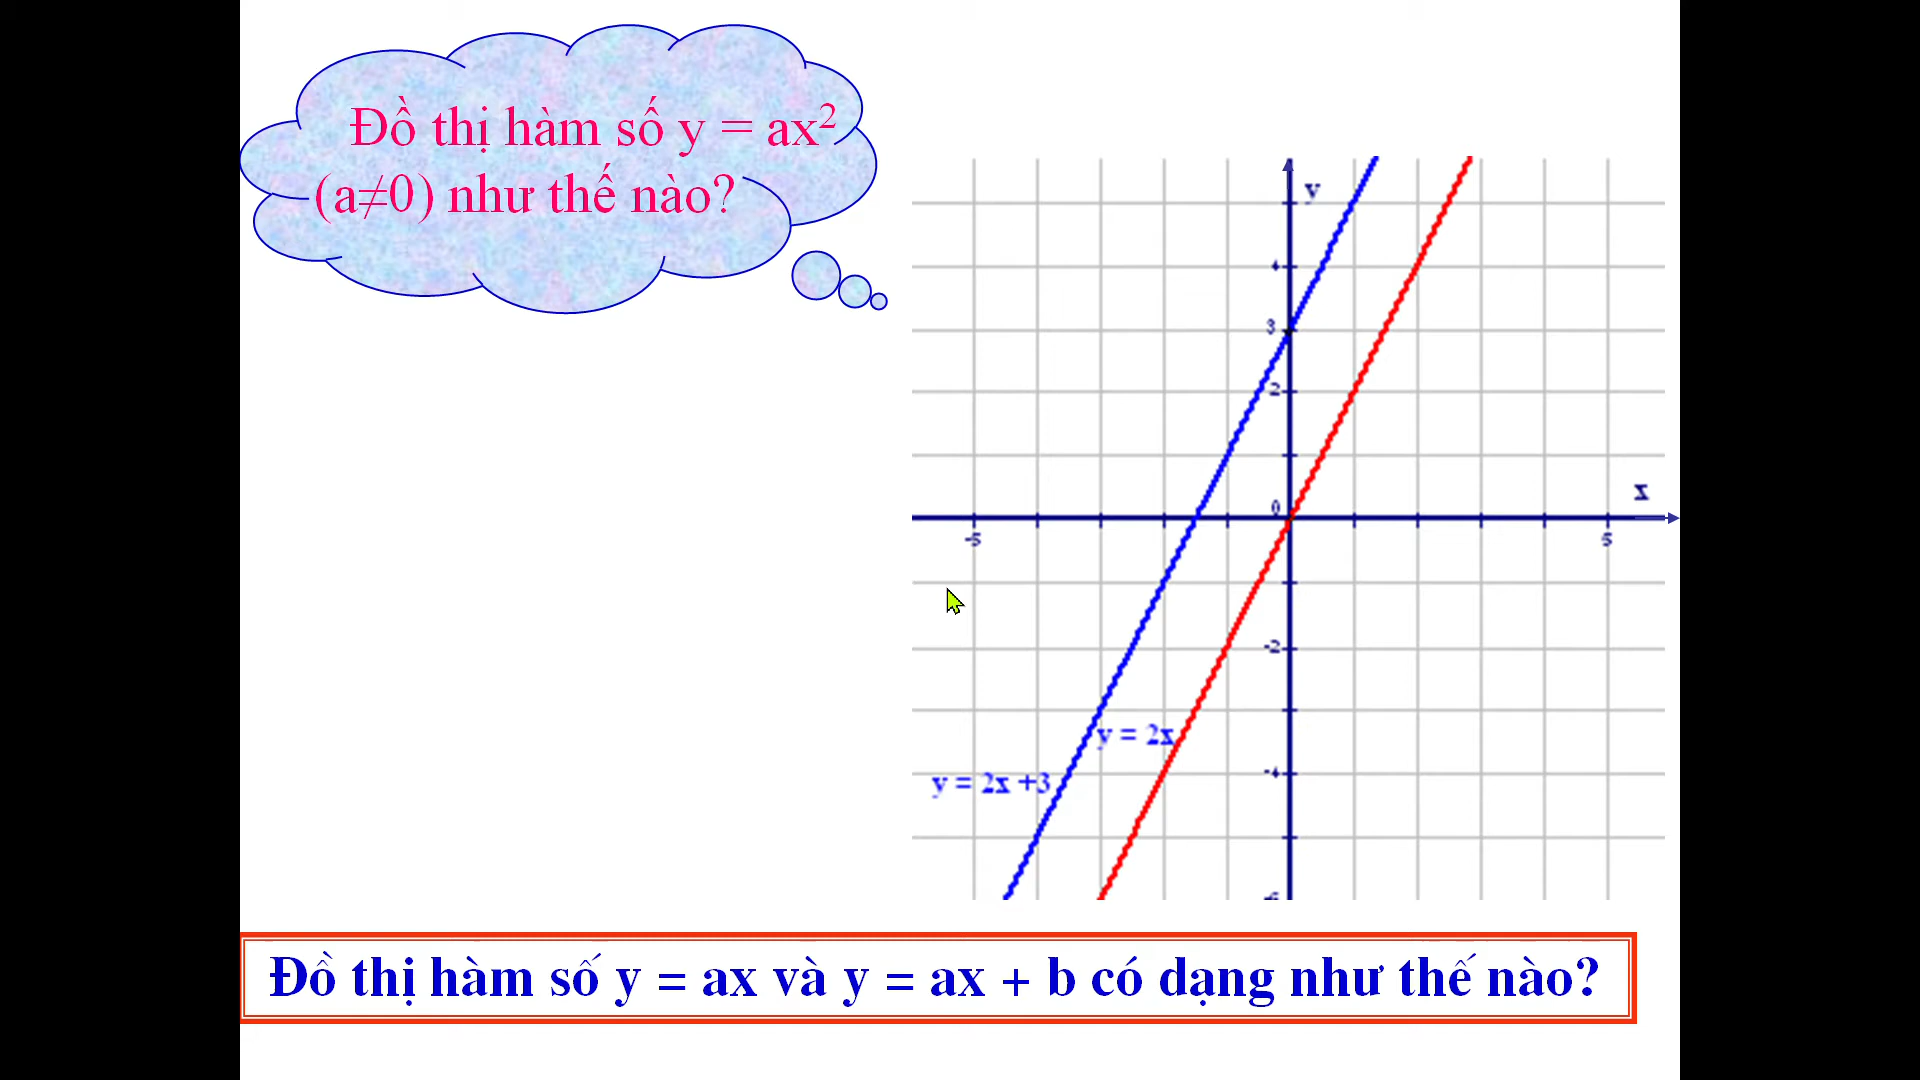 Đồ thị hàm số y = ax²
(a≠0) như thế nào?
y
4
3
2
0
x
-5
5
-2
y = 2x
-4
y = 2x +3
-6
Đồ thị hàm số y = ax và y = ax + b có dạng như thế nào?